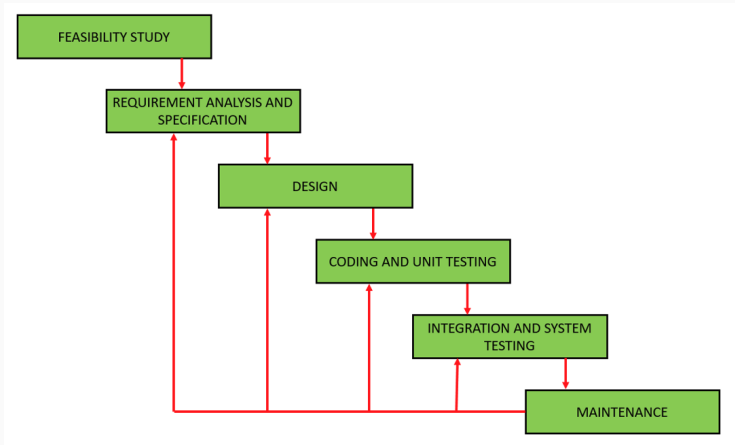 FEASIBILITY STUDY
REQUIREMENT ANALYSIS AND
SPECIFICATION
DESIGN
CODING AND UNIT TESTING
INTEGRATION AND SYSTEM
TESTING
MAINTENANCE